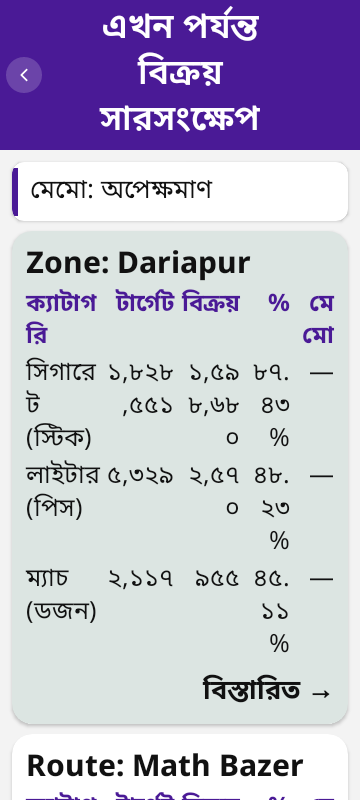 এখন পর্যন্ত
বিক্রয়
সারসংক্ষেপ
মেমো: অপেক্ষমাণ
Zone: Dariapur
ক্যাটাগ টার্গেট বিক্রয় % মে
রি মো
সিগারে ১,৮২৮ ১,৫৯ ৮৭. —
ট ,৫৫১ ৮,৬৮ ৪৩
(স্টিক) ০ %
লাইটার ৫,৩২৯ ২,৫৭ ৪৮. —
(পিস) ০ ২৩
%
ম্যাচ ২,১১৭ ৯৫৫ ৪৫. —
(ডজন) ১১
%
বিস্তারিত →
Route: Math Bazer